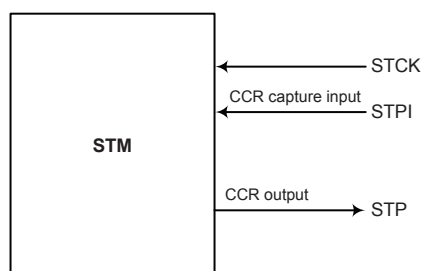 STCK
CCR capture input
STPI
STM
CCR output
STP